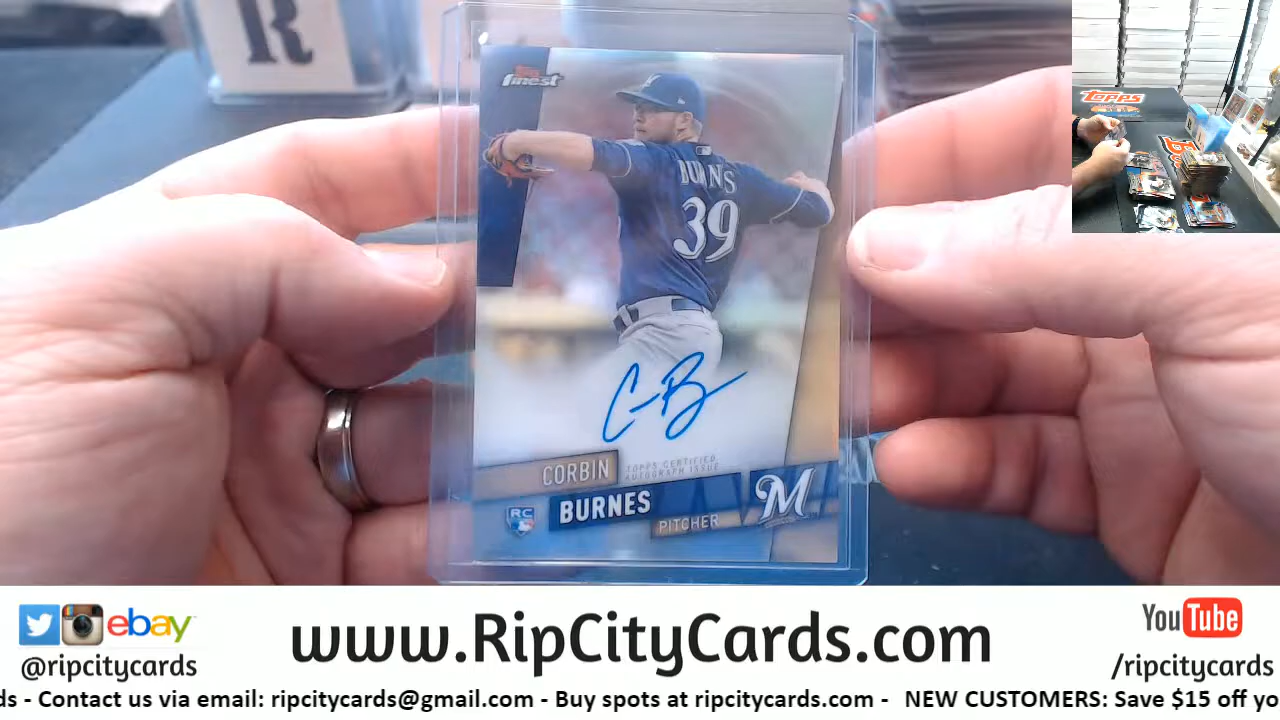 R
Topps
finest
BURNS
39
C B
CORBIN
TOPPS CERTIFIED
AUTOGRAPH ISSUE
BURNES
RC
PITCHER
M
topps
ebay
@ripcitycards
www.RipCityCards.com
YouTube
/ripcitycards
ds - Contact us via email: ripcitycards@gmail.com - Buy spots at ripcitycards.com - NEW CUSTOMERS: Save $15 off yo